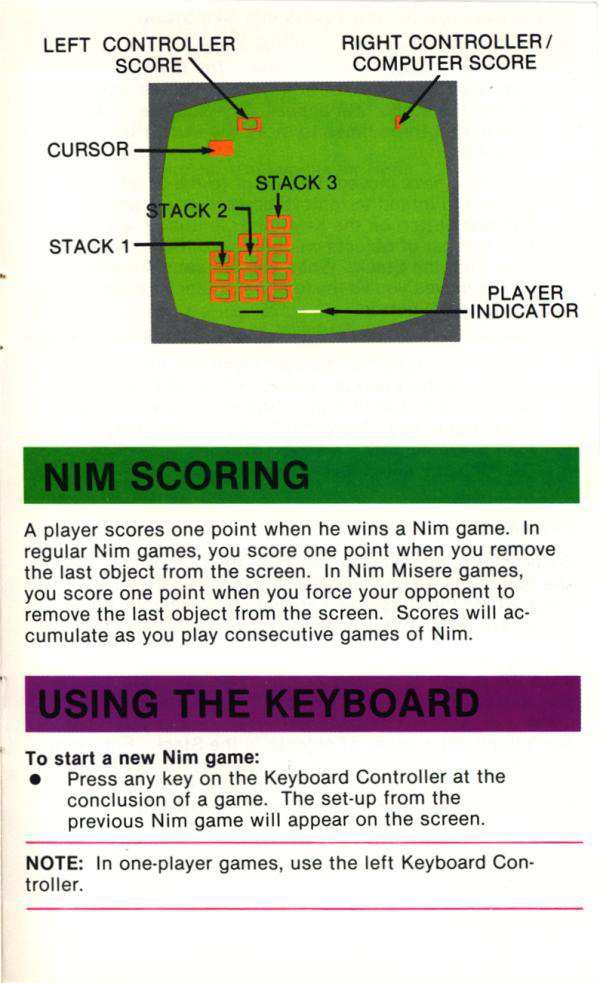 LEFT CONTROLLER
SCORE
RIGHT CONTROLLER/
COMPUTER SCORE
CURSOR
STACK 3
STACK 2
STACK 1
PLAYER
INDICATOR
NIM SCORING
A player scores one point when he wins a Nim game. In
regular Nim games, you score one point when you remove
the last object from the screen. In Nim Misere games,
you score one point when you force your opponent to
remove the last object from the screen. Scores will ac-
cumulate as you play consecutive games of Nim.
USING THE KEYBOARD
To start a new Nim game:
● Press any key on the Keyboard Controller at the
conclusion of a game. The set-up from the
previous Nim game will appear on the screen.
NOTE: In one-player games, use the left Keyboard Con-
troller.